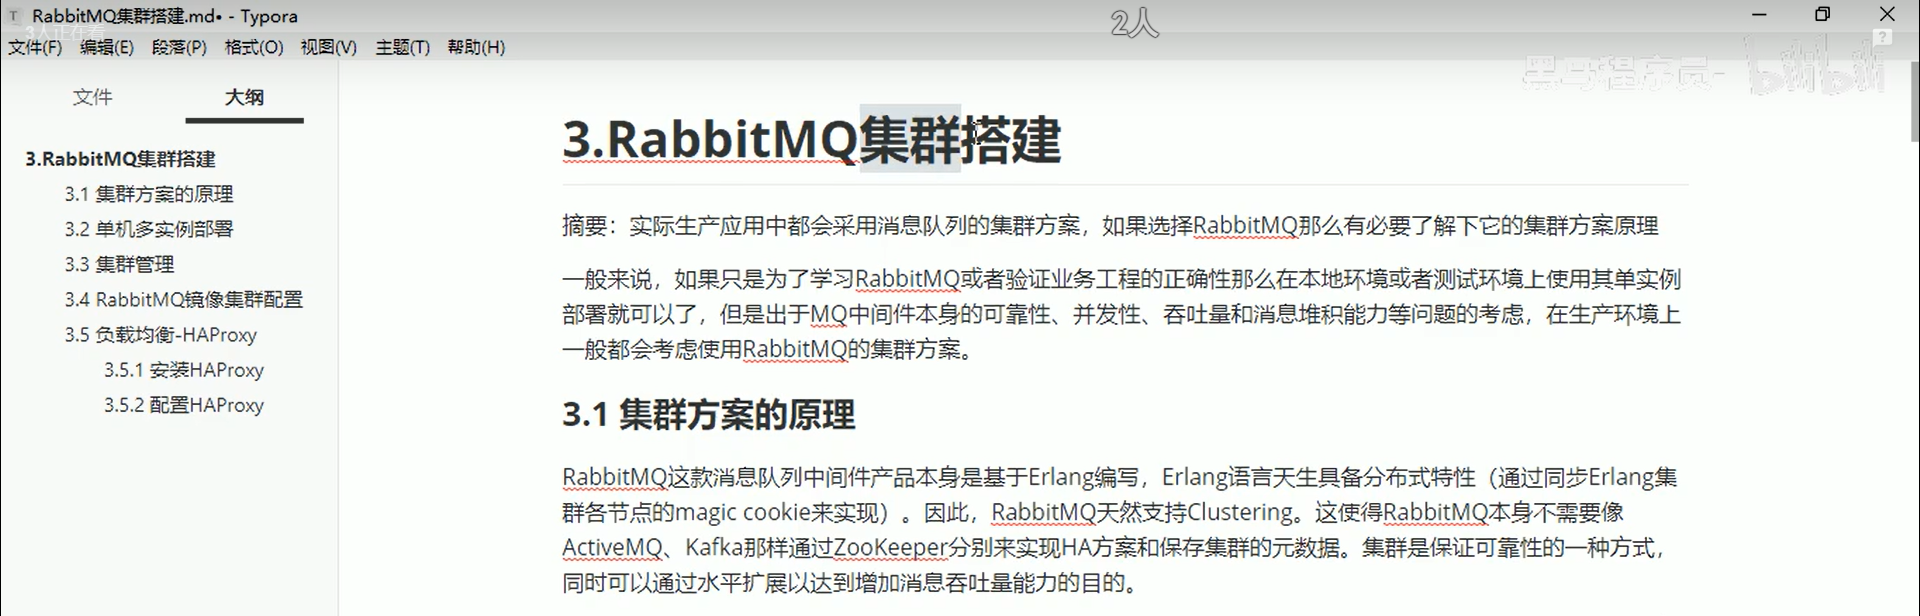 RabbitMQ集群搭建.md• - Typora
2人
3人正在看
文件(F) 编辑(E) 段落(P) 格式(O) 视图(V) 主题(T) 帮助(H)
黑马程序员- bilibili
文件 大纲
3.RabbitMQ集群搭建
3.1 集群方案的原理
3.2 单机多实例部署
3.3 集群管理
3.4 RabbitMQ镜像集群配置
3.5 负载均衡-HAProxy
3.5.1 安装HAProxy
3.5.2 配置HAProxy
3.RabbitMQ集群搭建
摘要：实际生产应用中都会采用消息队列的集群方案，如果选择RabbitMQ那么有必要了解下它的集群方案原理
一般来说，如果只是为了学习RabbitMQ或者验证业务工程的正确性那么在本地环境或者测试环境上使用其单实例
部署就可以了，但是出于MQ中间件本身的可靠性、并发性、吞吐量和消息堆积能力等问题的考虑，在生产环境上
一般都会考虑使用RabbitMQ的集群方案。
3.1 集群方案的原理
RabbitMQ这款消息队列中间件产品本身是基于Erlang编写，Erlang语言天生具备分布式特性（通过同步Erlang集
群各节点的magic cookie来实现）。因此，RabbitMQ天然支持Clustering。这使得RabbitMQ本身不需要像
ActiveMQ、Kafka那样通过ZooKeeper分别来实现HA方案和保存集群的元数据。集群是保证可靠性的一种方式，
同时可以通过水平扩展以达到增加消息吞吐量能力的目的。